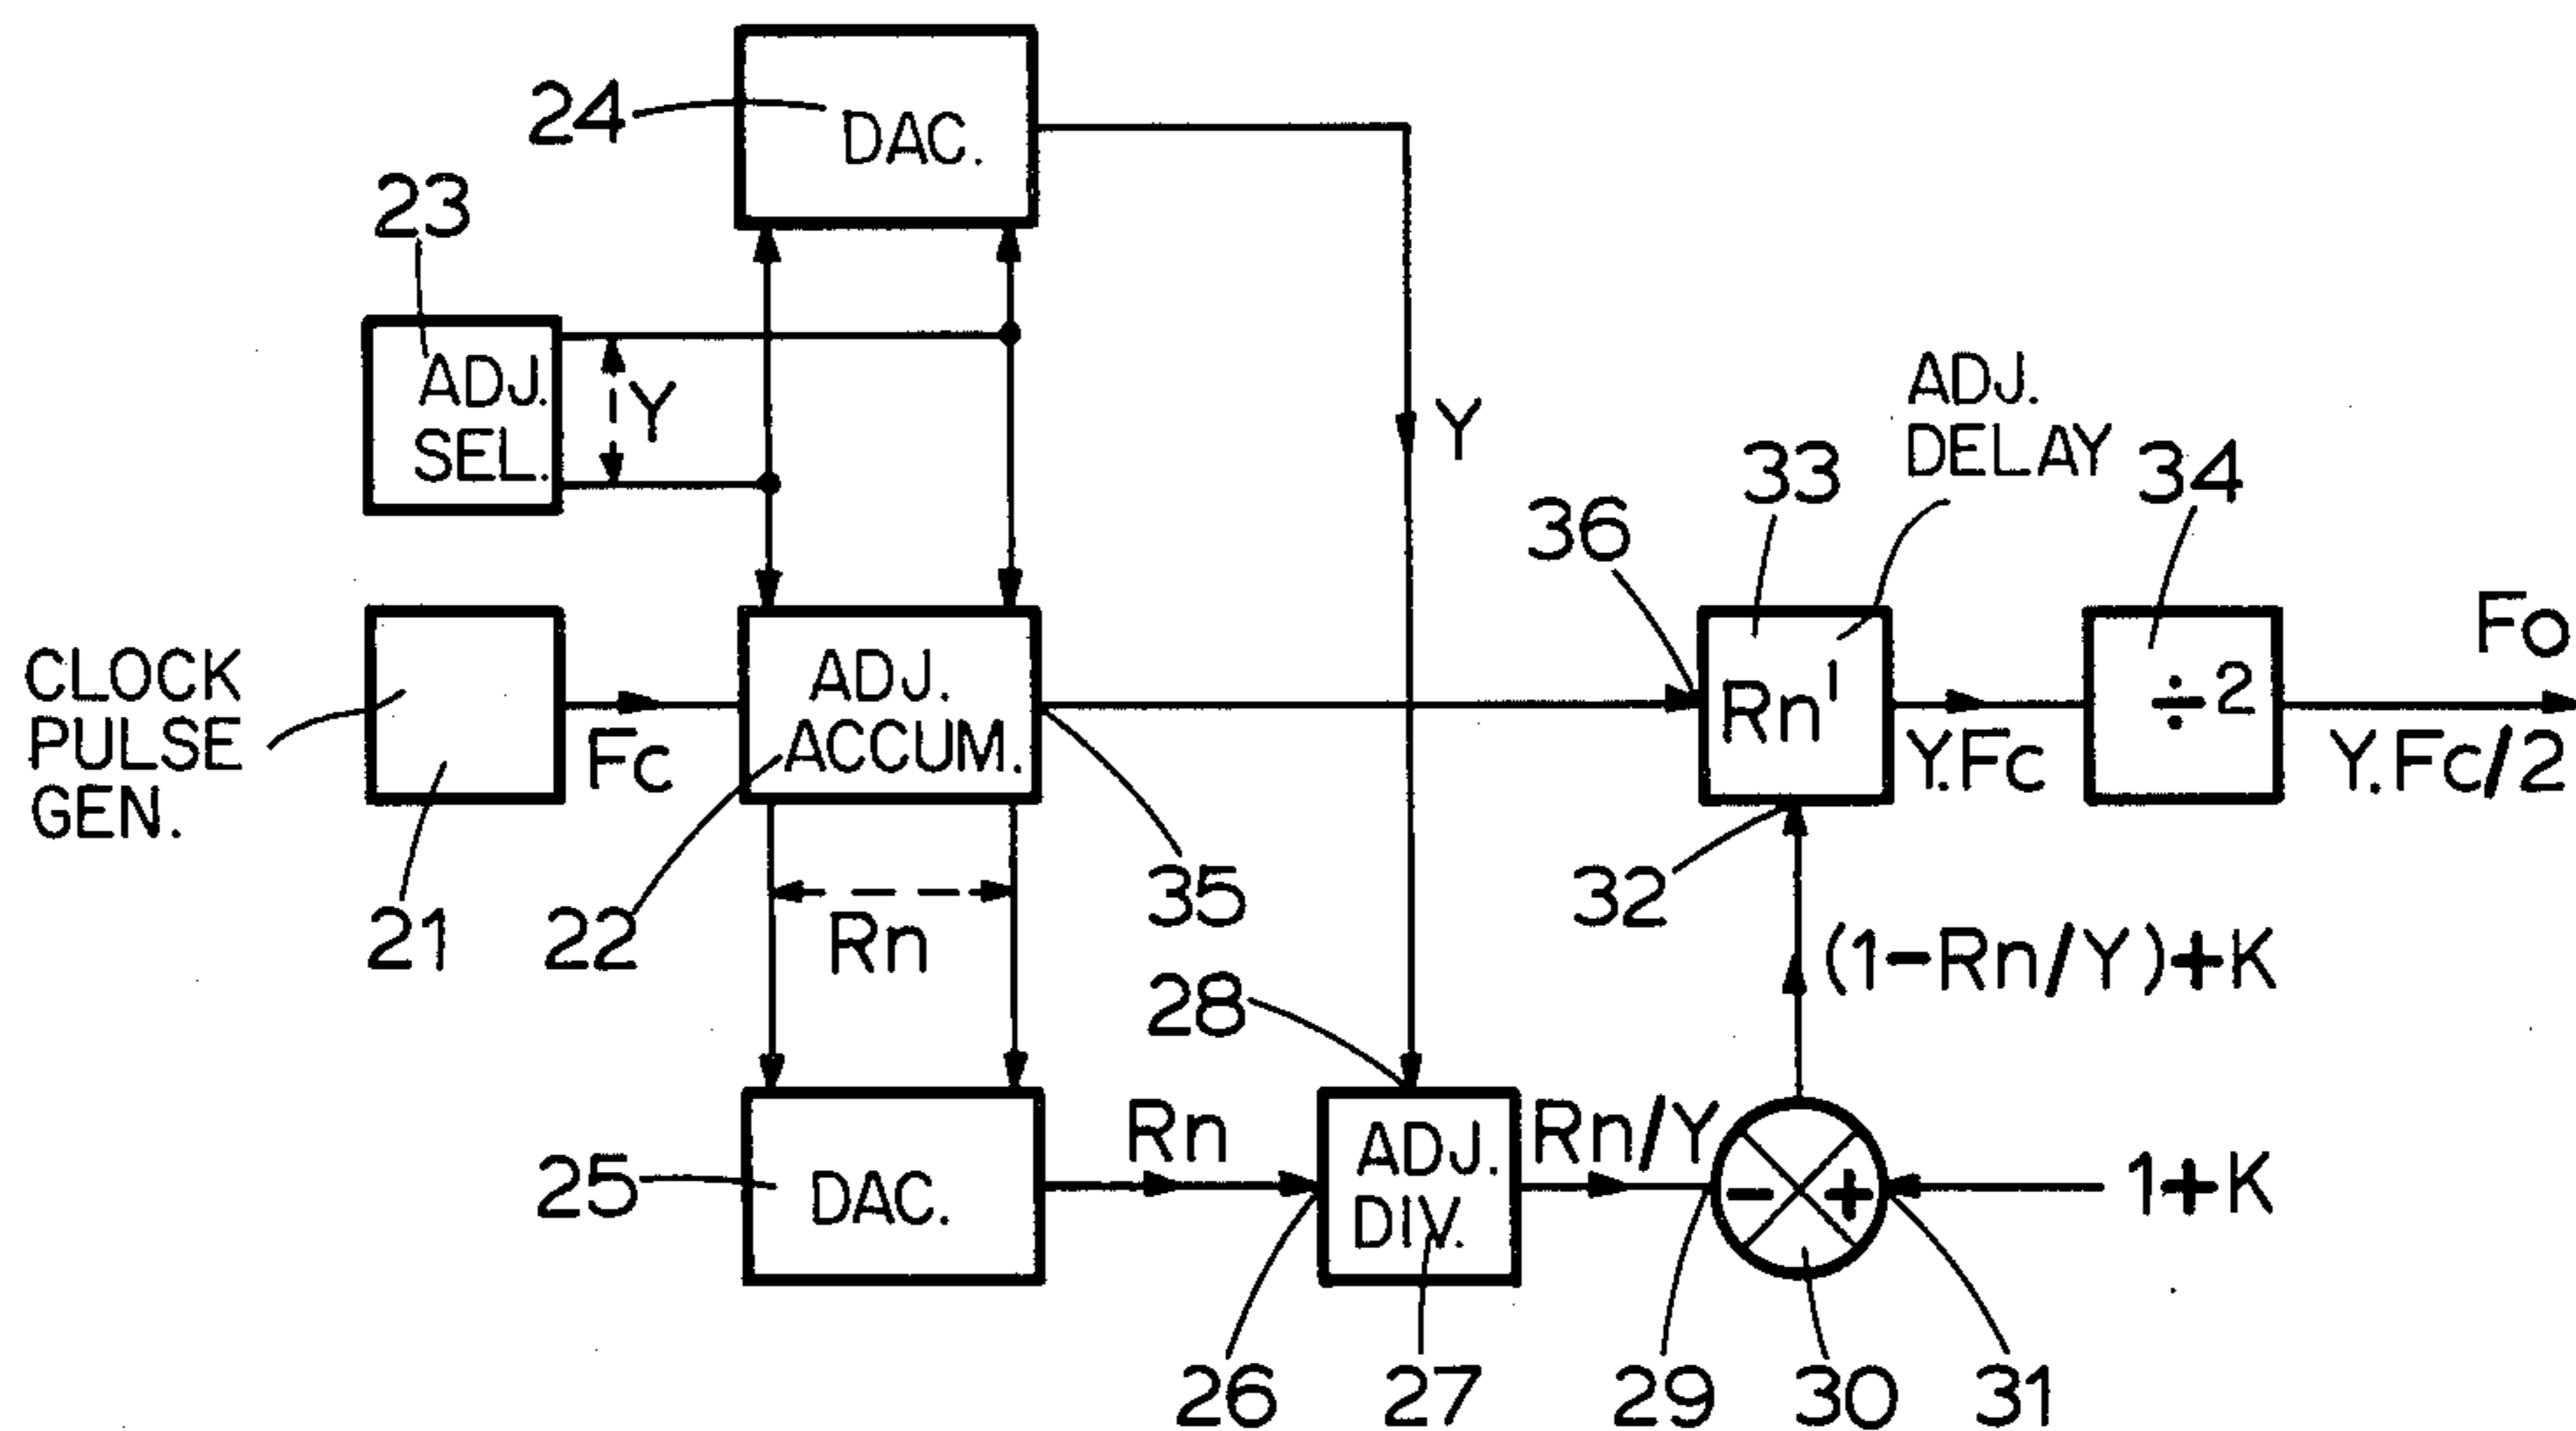 24
DAC.
23
ADJ.
SEL.
Y
Y
ADJ.
DELAY
33
34
36
CLOCK
PULSE
GEN.
Fc
ADJ.
ACCUM.
Rn'
Y.Fc
÷2
Fo
Y.Fc/2
21
22
Rn
35
32
(1-Rn/Y)+K
28
25
DAC.
Rn
ADJ.
DIV.
Rn/Y
-
+
1+K
26
27
29
30
31